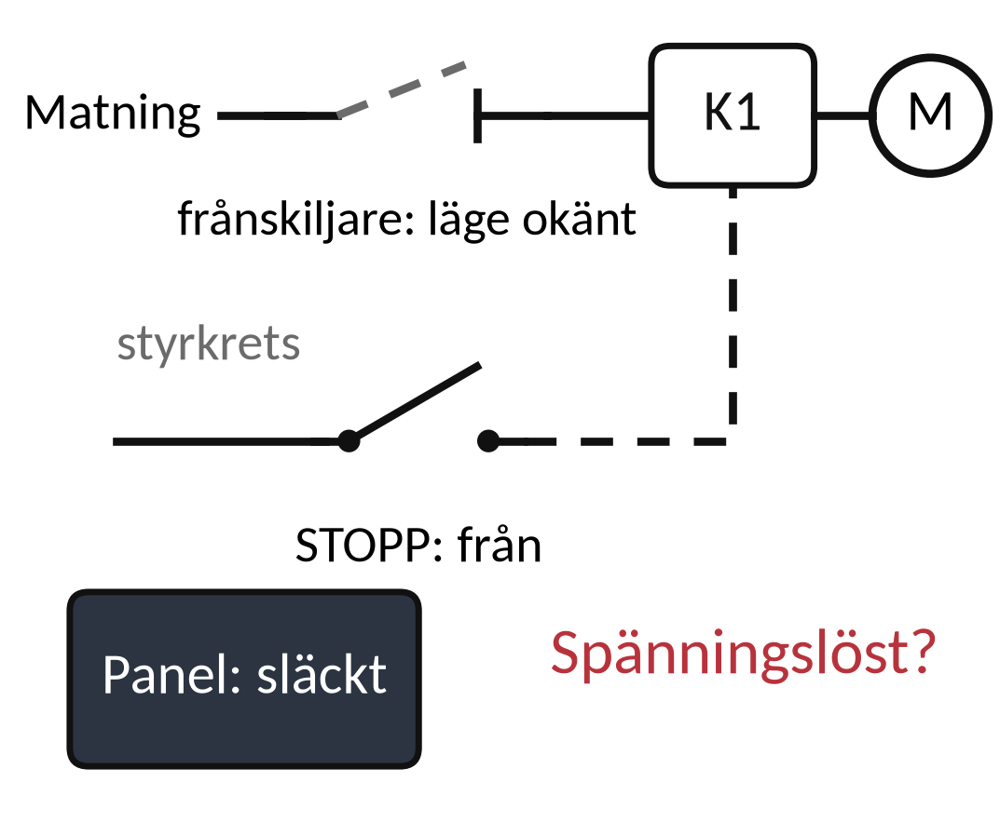 Matning
K1
M
frånskiljare: läge okänt
styrkrets
STOPP: från
Panel: släckt
Spänningslöst?